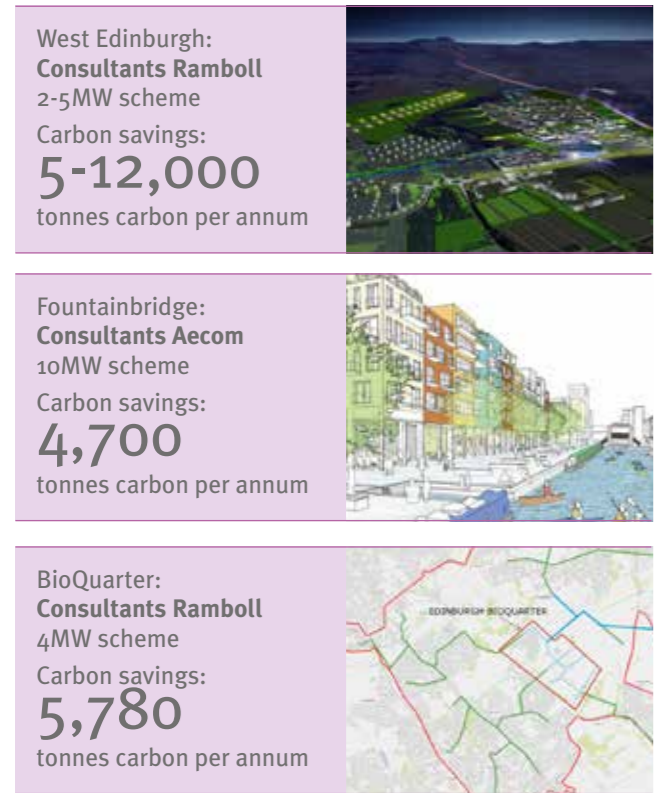 West Edinburgh:
Consultants Ramboll
2-5MW scheme
Carbon savings:
5-12,000
tonnes carbon per annum
Fountainbridge:
Consultants Aecom
10MW scheme
Carbon savings:
4,700
tonnes carbon per annum
BioQuarter:
Consultants Ramboll
4MW scheme
Carbon savings:
5,780
tonnes carbon per annum
EDINBURGH BIOQUARTER